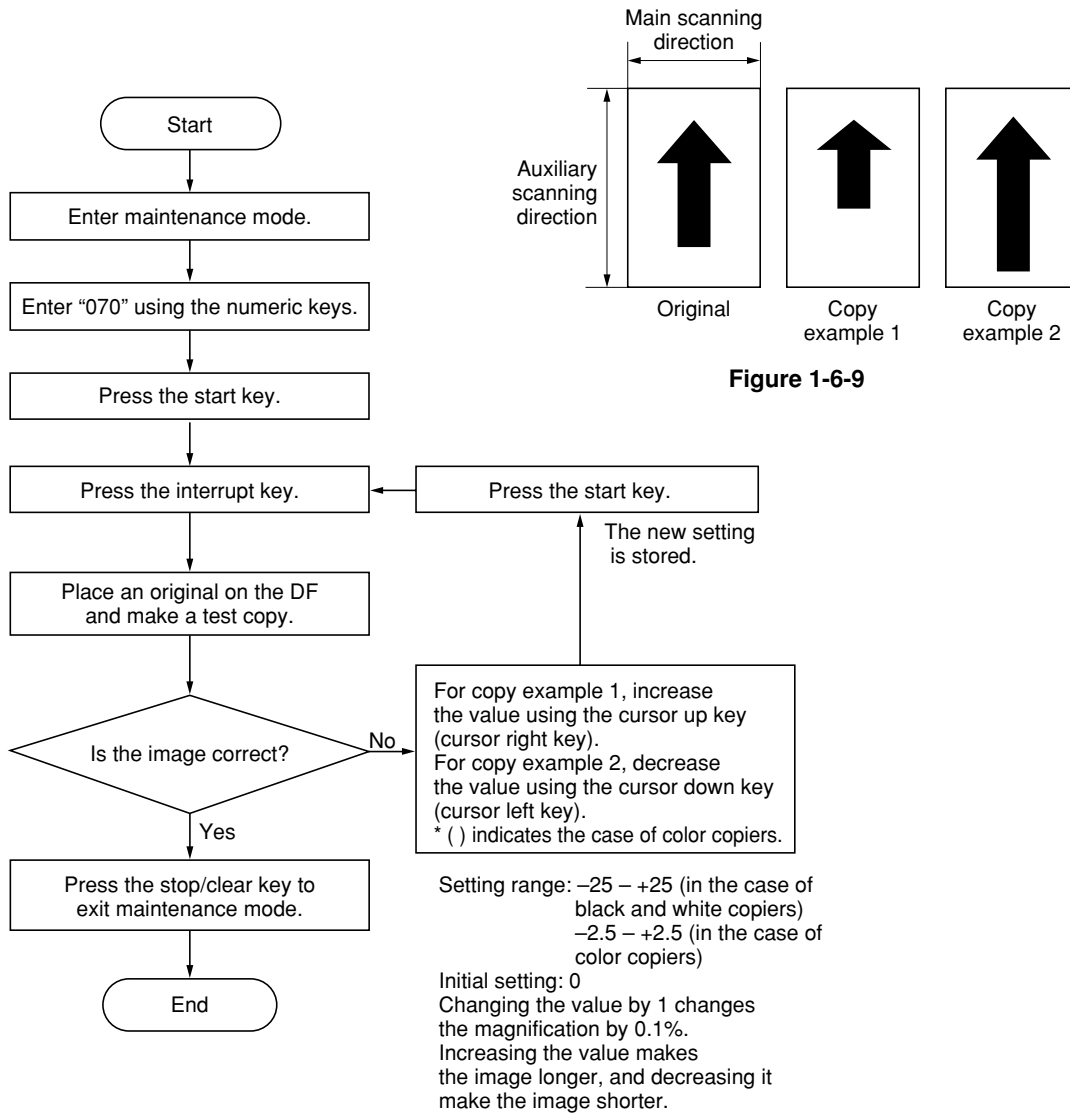 Start
Enter maintenance mode.
Enter “070” using the numeric keys.
Press the start key.
Press the interrupt key.
Place an original on the DF
and make a test copy.
Is the image correct?
No
Yes
Press the stop/clear key to
exit maintenance mode.
End
Press the start key.
The new setting
is stored.
For copy example 1, increase
the value using the cursor up key
(cursor right key).
For copy example 2, decrease
the value using the cursor down key
(cursor left key).
* ( ) indicates the case of color copiers.
Setting range: –25 – +25 (in the case of
black and white copiers)
–2.5 – +2.5 (in the case of
color copiers)
Initial setting: 0
Changing the value by 1 changes
the magnification by 0.1%.
Increasing the value makes
the image longer, and decreasing it
make the image shorter.
Main scanning
direction
Auxiliary
scanning
direction
Original
Copy
example 1
Copy
example 2
Figure 1-6-9